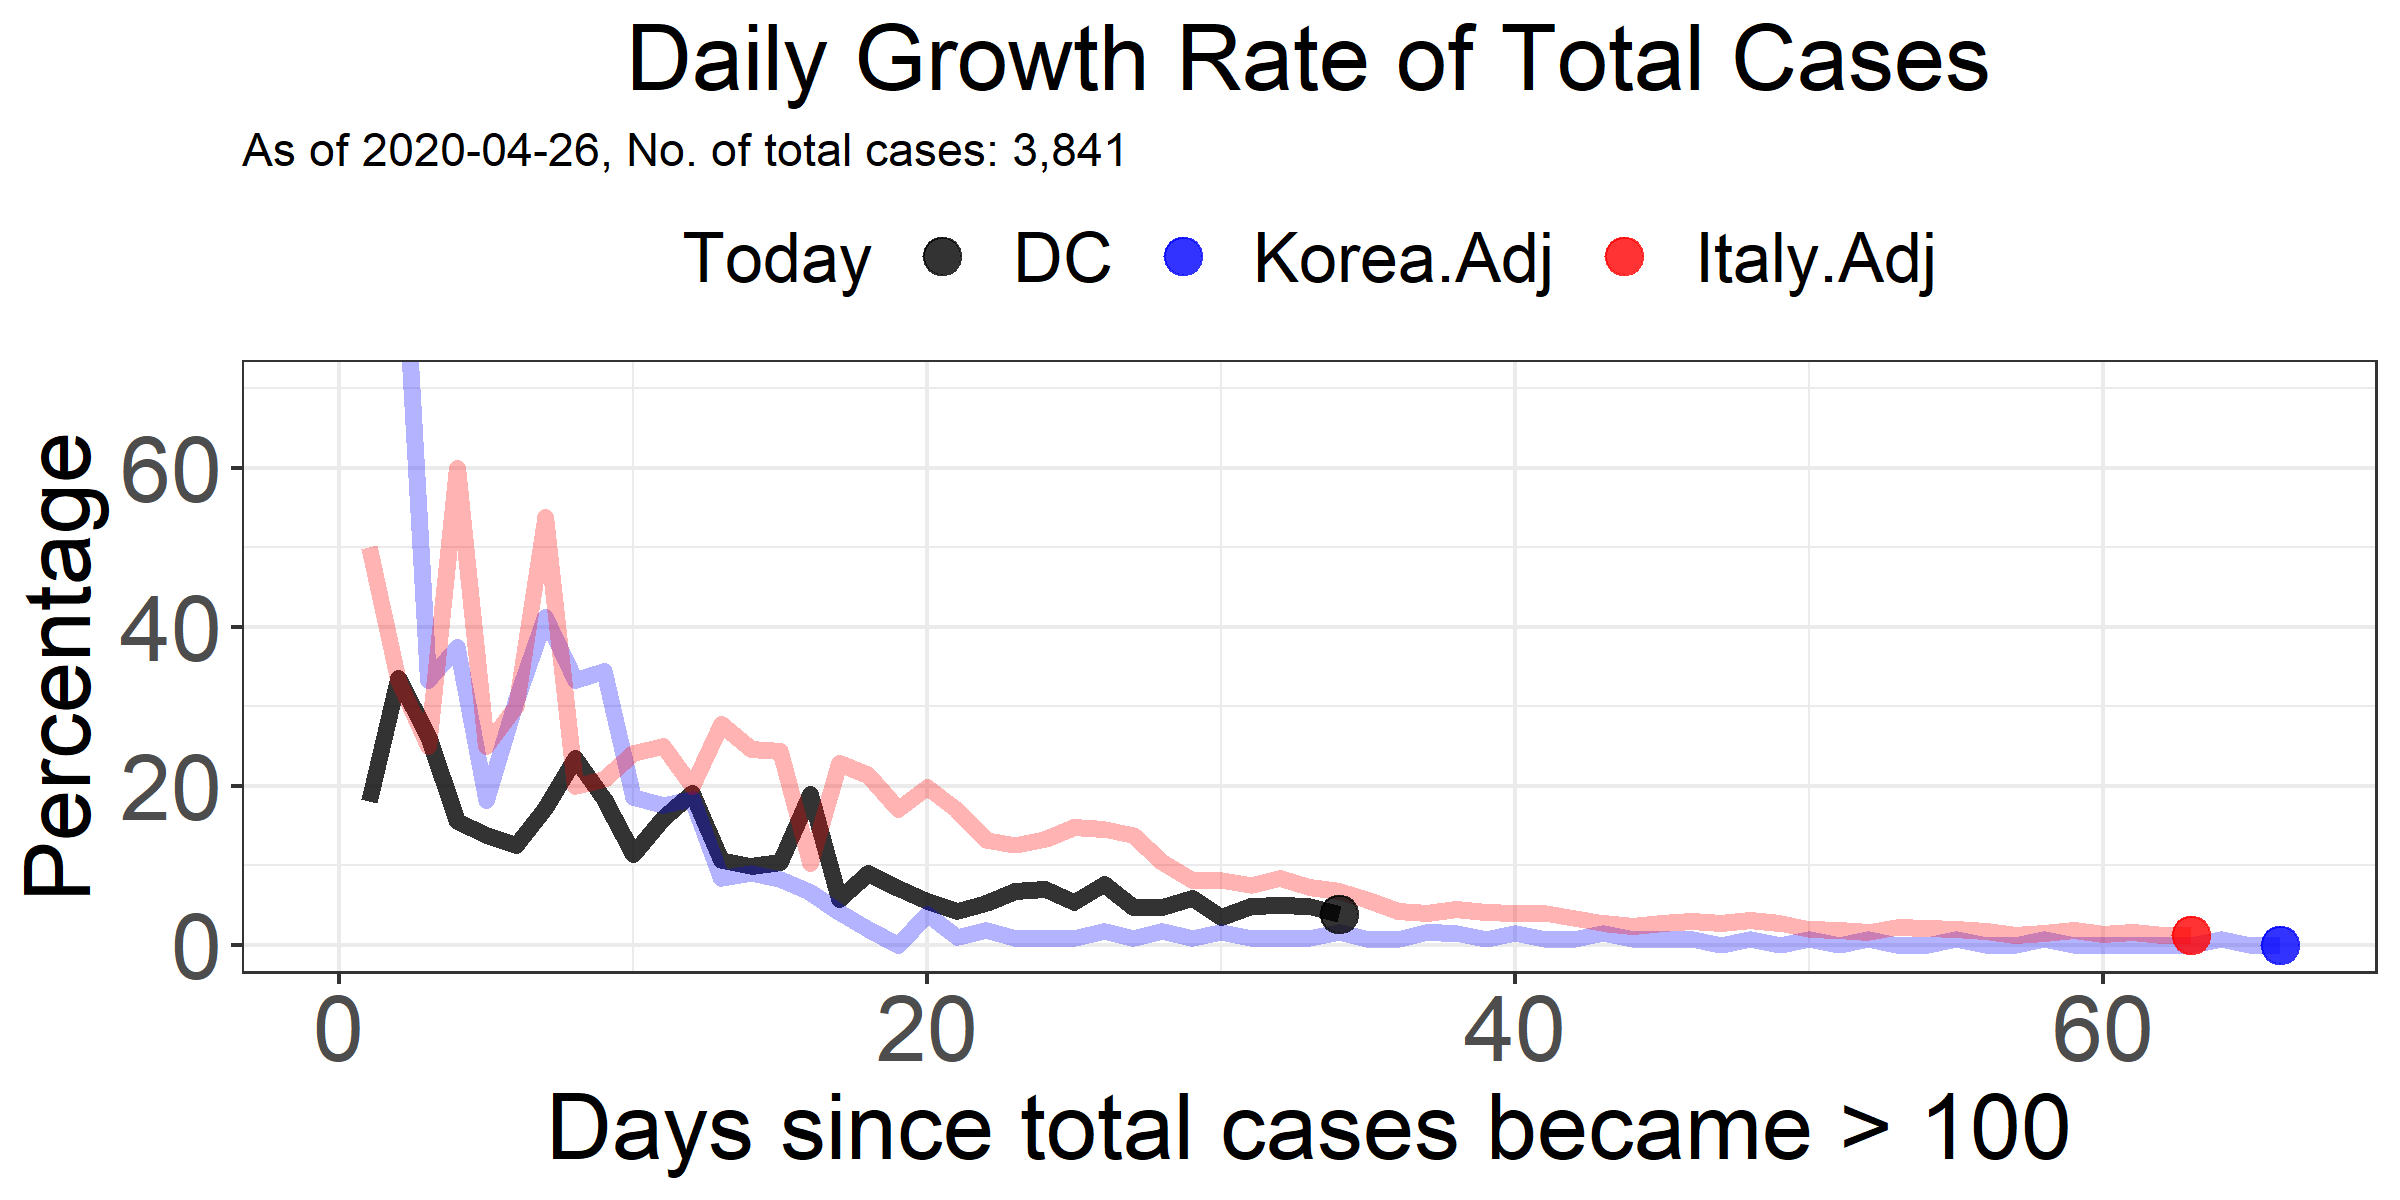 Daily Growth Rate of Total Cases
As of 2020-04-26, No. of total cases: 3,841
Today DC Korea.Adj Italy.Adj
Percentage
60
40
20
0
0 20 40 60
Days since total cases became > 100